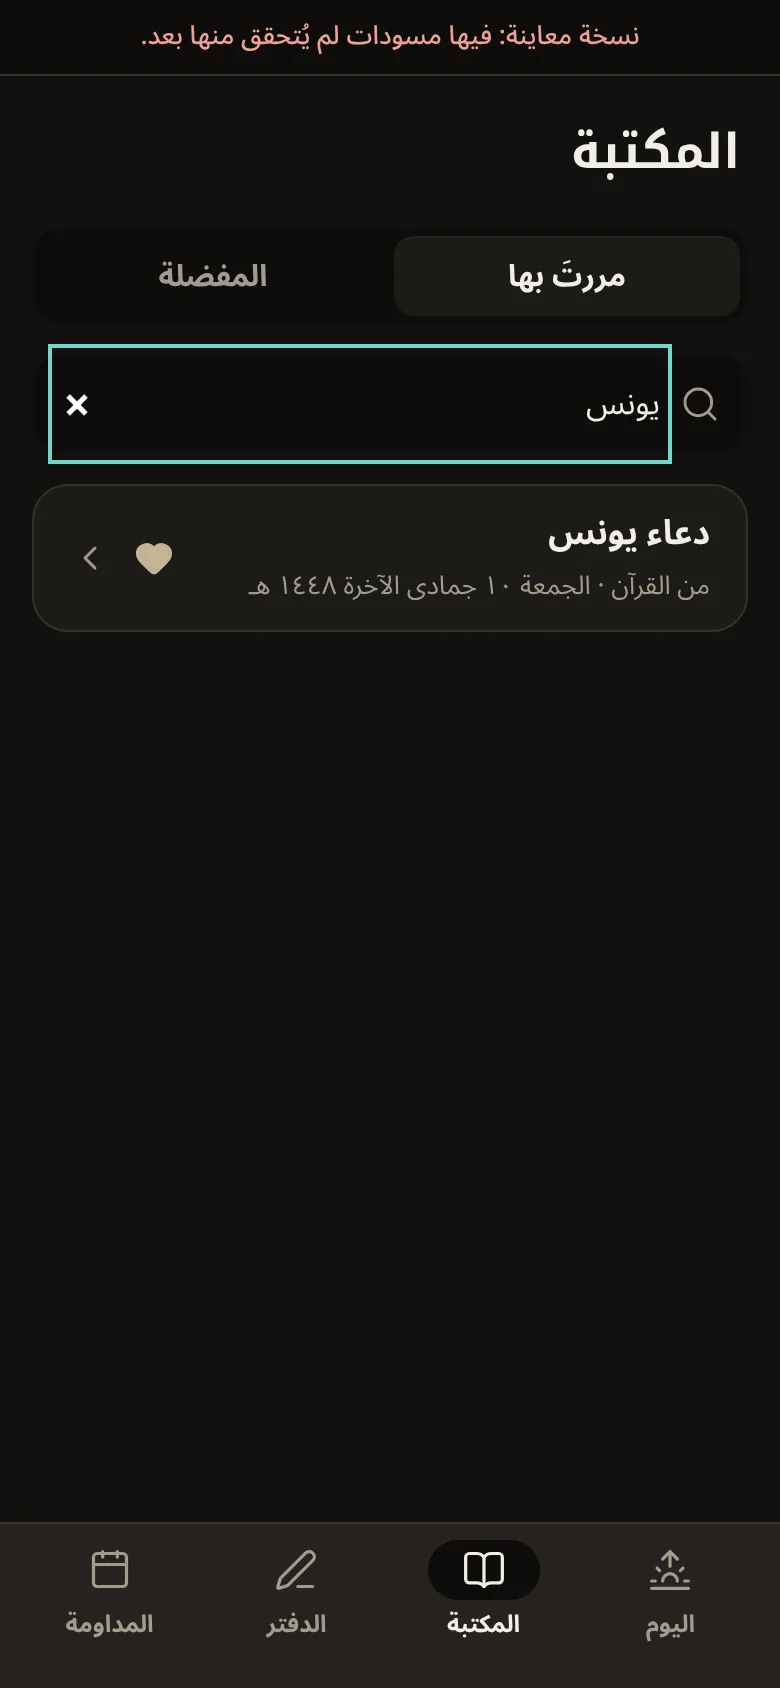 نسخة معاينة: فيها مسودات لم يُتحقق منها بعد.
المكتبة
مررتَ بها
المفضلة
يونس
دعاء يونس
من القرآن · الجمعة ١٠ جمادى الآخرة ١٤٤٨ هـ
اليوم
المكتبة
الدفتر
المداومة